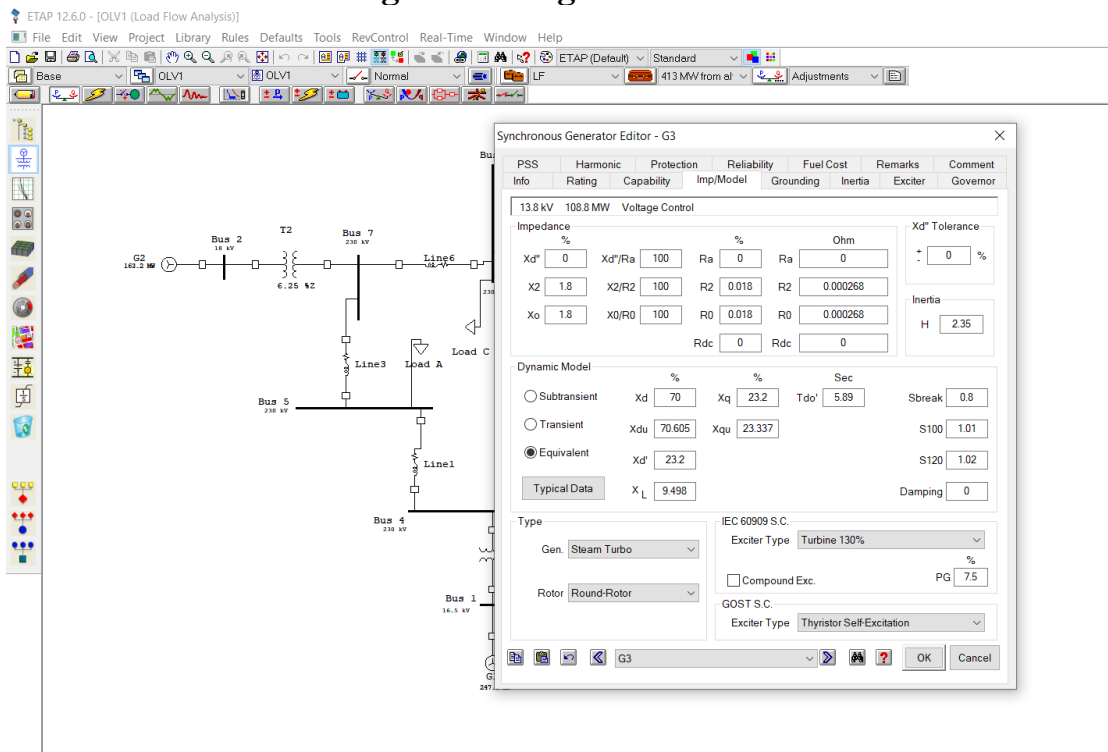 ETAP 12.6.0 - [OLV1 (Load Flow Analysis)]
File Edit View Project Library Rules Defaults Tools RevControl Real-Time Window Help
ETAP (Default) Standard
Base OLV1 OLV1 Normal LF 413 MW from al Adjustments
Synchronous Generator Editor - G3
PSS Harmonic Protection Reliability Fuel Cost Remarks Comment
Info Rating Capability Imp/Model Grounding Inertia Exciter Governor
13.8 kV 108.8 MW Voltage Control
Impedance
% % Ohm
Xd" 0 Xd"/Ra 100 Ra 0 Ra 0
X2 1.8 X2/R2 100 R2 0.018 R2 0.000268
Xo 1.8 X0/R0 100 R0 0.018 R0 0.000268
Rdc 0 Rdc 0
Xd" Tolerance
+ - 0 %
Inertia
H 2.35
Dynamic Model
% % Sec
Subtransient Xd 70 Xq 23.2 Tdo' 5.89 Sbreak 0.8
Transient Xdu 70.605 Xqu 23.337 S100 1.01
Equivalent Xd' 23.2 S120 1.02
Typical Data X L 9.498 Damping 0
Type
Gen. Steam Turbo
Rotor Round-Rotor
IEC 60909 S.C.
Exciter Type Turbine 130%
%
Compound Exc. PG 7.5
GOST S.C.
Exciter Type Thyristor Self-Excitation
G3 OK Cancel
G2
163.2 MW
Bus 2
18 kV
T2
6.25 %Z
Bus 7
230 kV
Line6
Line3
Load A
Load C
Bus 5
230 kV
Line1
Bus 4
230 kV
Bus 1
16.5 kV